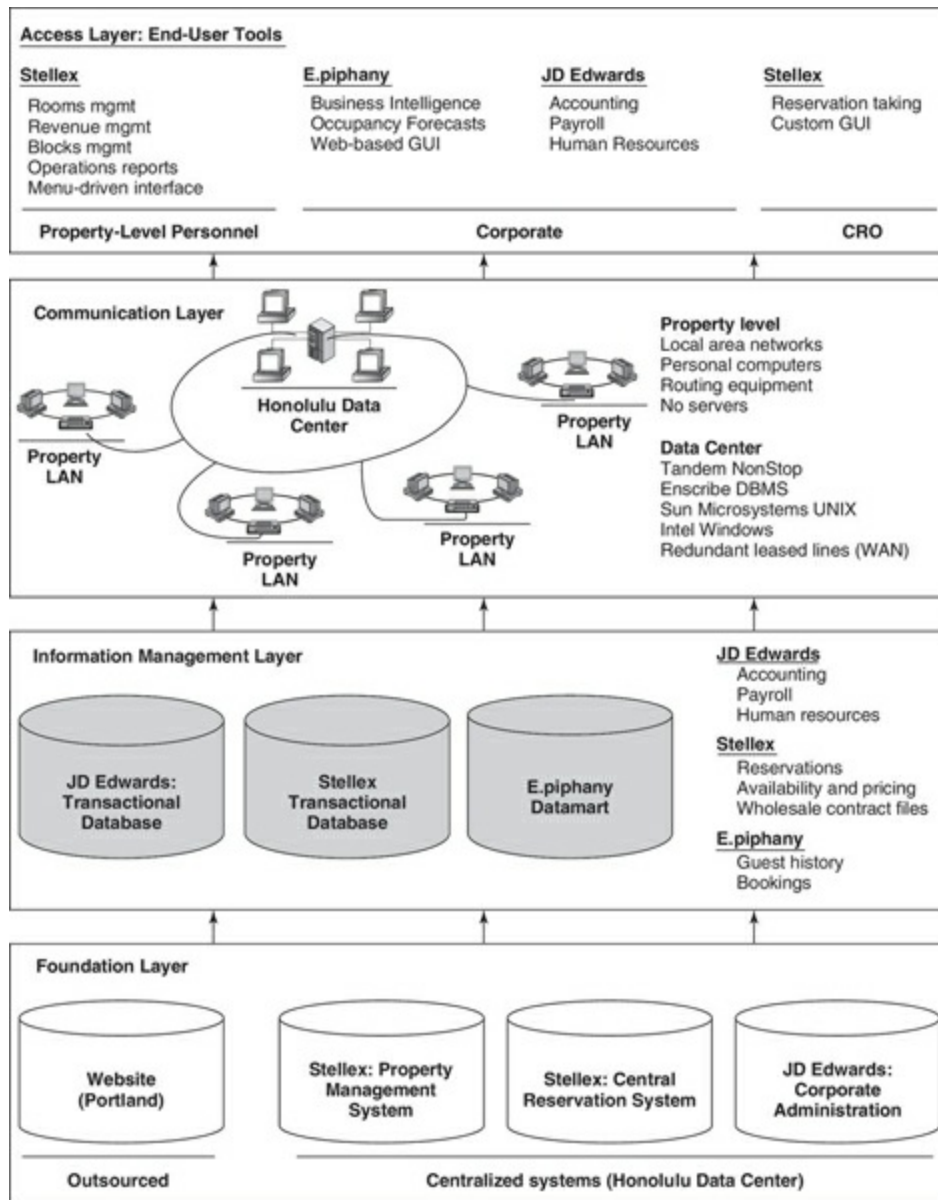 Access Layer: End-User Tools
Stellex
Rooms mgmt
Revenue mgmt
Blocks mgmt
Operations reports
Menu-driven interface
Property-Level Personnel
E.piphany
Business Intelligence
Occupancy Forecasts
Web-based GUI
JD Edwards
Accounting
Payroll
Human Resources
Corporate
Stellex
Reservation taking
Custom GUI
CRO
Communication Layer
Honolulu Data
Center
Property
LAN
Property
LAN
Property
LAN
Property
LAN
Property level
Local area networks
Personal computers
Routing equipment
No servers
Data Center
Tandem NonStop
Enscribe DBMS
Sun Microsystems UNIX
Intel Windows
Redundant leased lines (WAN)
Information Management Layer
JD Edwards:
Transactional
Database
Stellex
Transactional
Database
E.piphany
Datamart
JD Edwards
Accounting
Payroll
Human resources
Stellex
Reservations
Availability and pricing
Wholesale contract files
E.piphany
Guest history
Bookings
Foundation Layer
Website
(Portland)
Stellex: Property
Management
System
Stellex: Central
Reservation System
JD Edwards:
Corporate
Administration
Outsourced
Centralized systems (Honolulu Data Center)